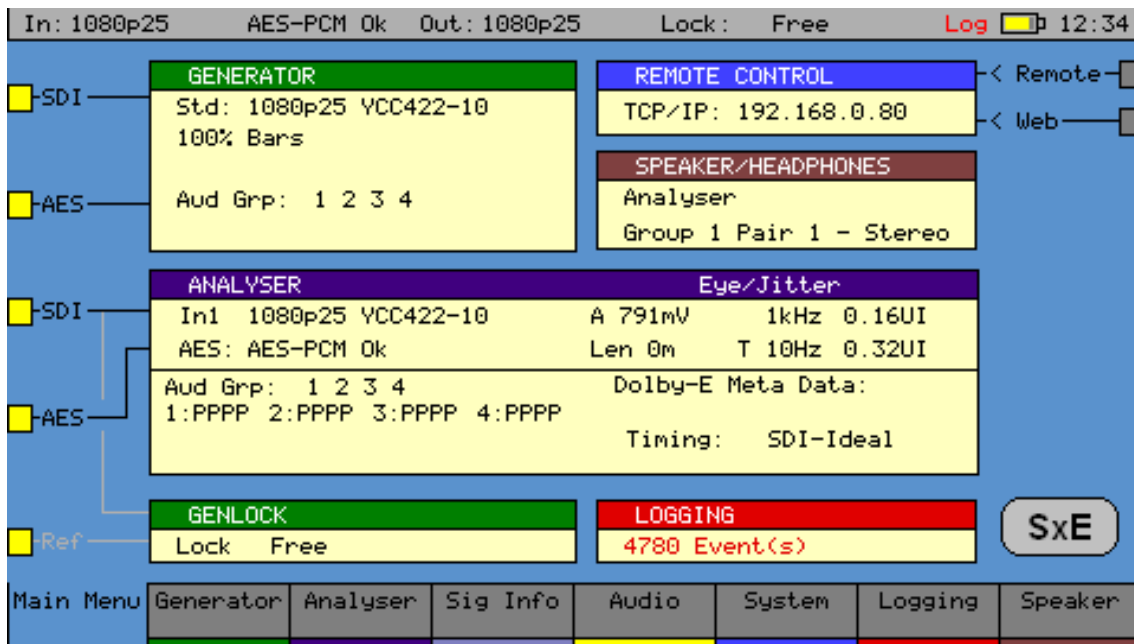 In: 1080p25 AES-PCM Ok Out: 1080p25 Lock: Free Log 12:34
GENERATOR
Std: 1080p25 YCC422-10
100% Bars
Aud Grp: 1 2 3 4
REMOTE CONTROL
TCP/IP: 192.168.0.80
< Remote
< Web
SPEAKER/HEADPHONES
Analyser
Group 1 Pair 1 - Stereo
SDI
AES
ANALYSER Eye/Jitter
In1 1080p25 YCC422-10 A 791mV 1kHz 0.16UI
AES: AES-PCM Ok Len 0m T 10Hz 0.32UI
Aud Grp: 1 2 3 4 Dolby-E Meta Data:
1:PPPP 2:PPPP 3:PPPP 4:PPPP
Timing: SDI-Ideal
SDI
AES
GENLOCK
Lock Free
LOGGING
4780 Event(s)
Ref
SxE
Main Menu Generator Analyser Sig Info Audio System Logging Speaker